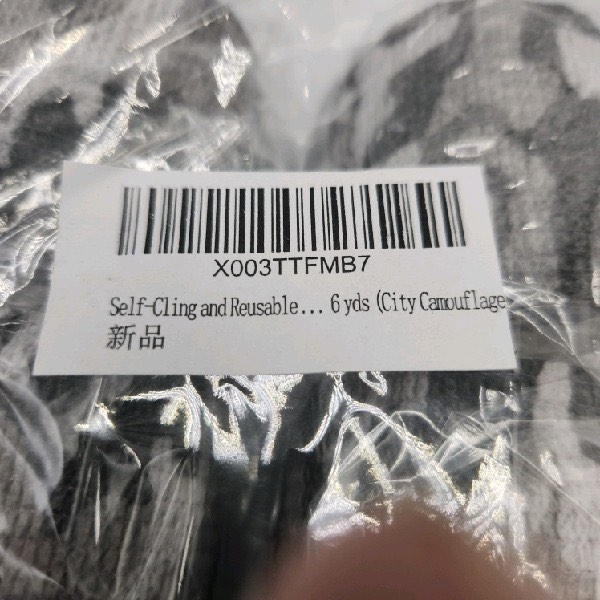 X003TTFMB7
Self-Cling and Reusable... 6 yds (City Camouflage
新品